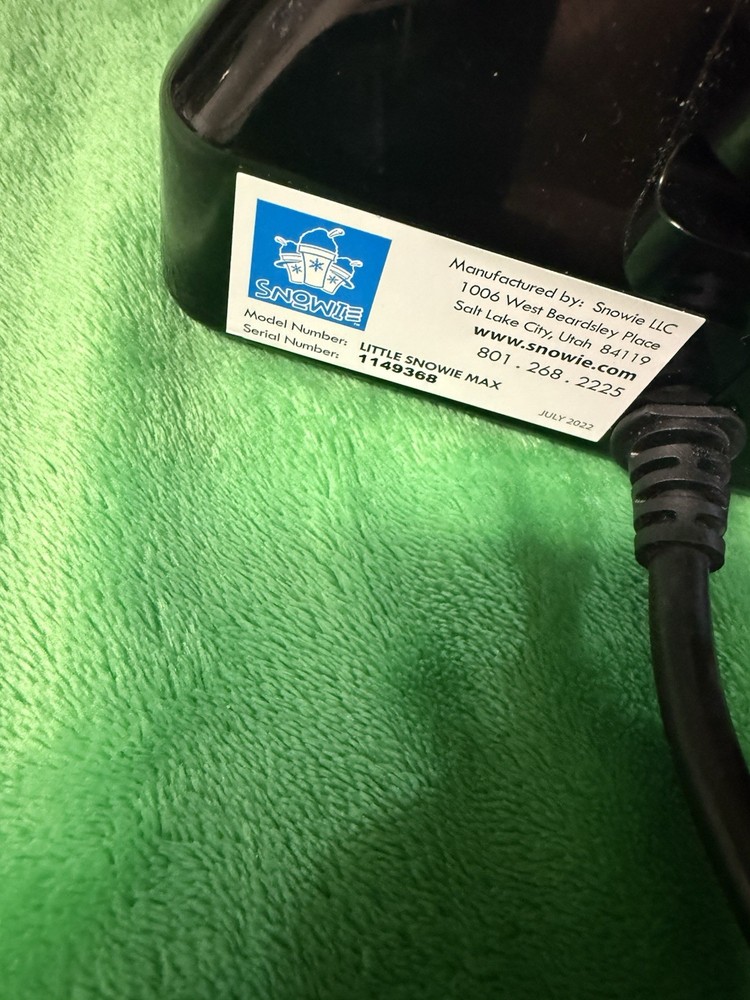 SNOWIE
Model Number: LITTLE SNOWIE MAX
Serial Number: 1149368
Manufactured by: Snowie LLC
1006 West Beardsley Place
Salt Lake City, Utah 84119
www.snowie.com
801 . 268 . 2225
JULY 2022